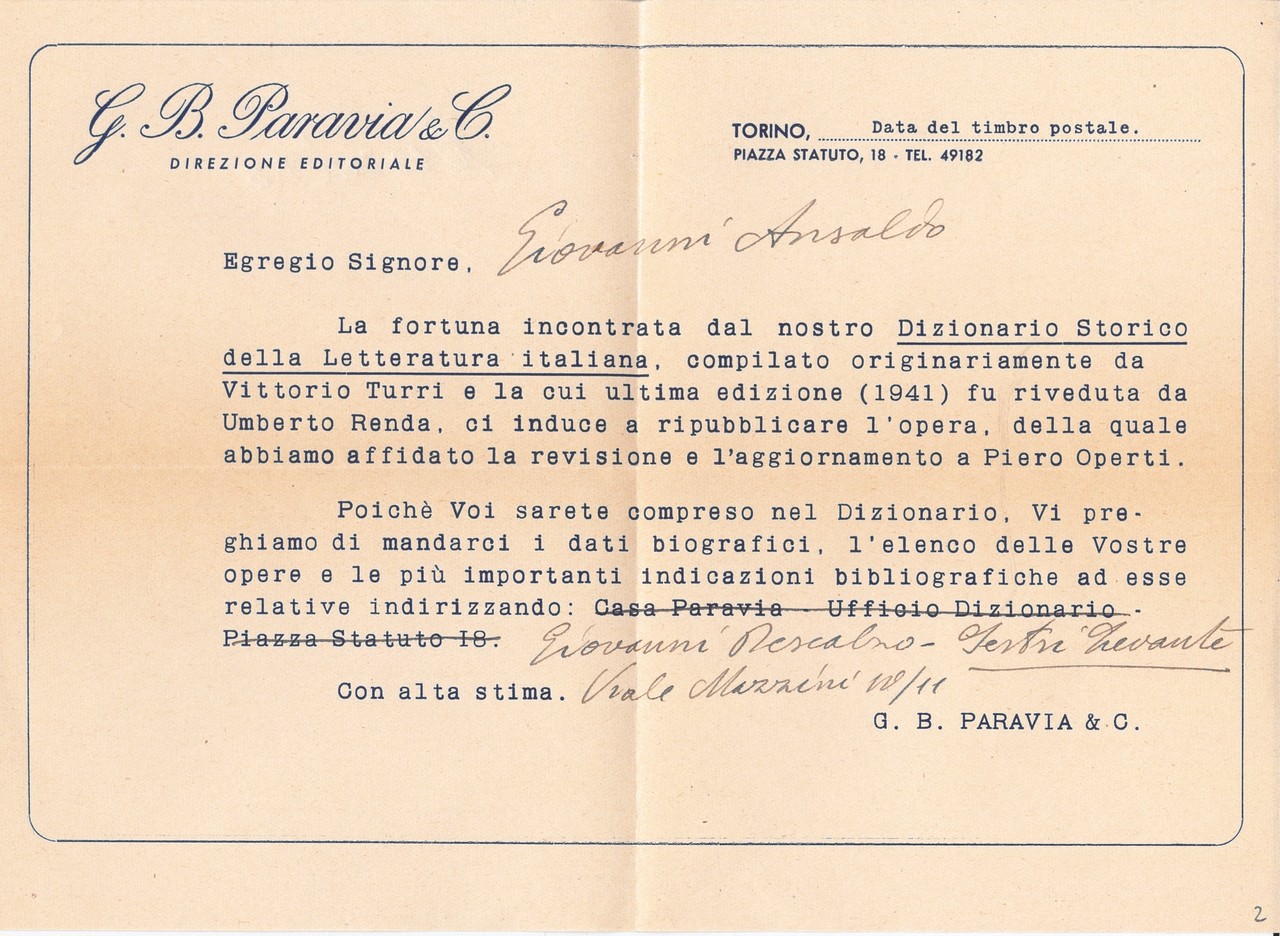 G. B. Paravia & C.
DIREZIONE EDITORIALE
TORINO, Data del timbro postale.
PIAZZA STATUTO, 18 - TEL. 49182
Egregio Signore, Giovanni Ansaldo
La fortuna incontrata dal nostro Dizionario Storico
della Letteratura italiana, compilato originariamente da
Vittorio Turri e la cui ultima edizione (1941) fu riveduta da
Umberto Renda, ci induce a ripubblicare l'opera, della quale
abbiamo affidato la revisione e l'aggiornamento a Piero Operti.
Poichè Voi sarete compreso nel Dizionario, Vi pre-
ghiamo di mandarci i dati biografici, l'elenco delle Vostre
opere e le più importanti indicazioni bibliografiche ad esse
relative indirizzando: Casa Paravia - Ufficio Dizionario -
Piazza Statuto I8. Giovanni Descalzo - Sestri Levante
Con alta stima. Viale Mazzini 10/11
G. B. PARAVIA & C.
2